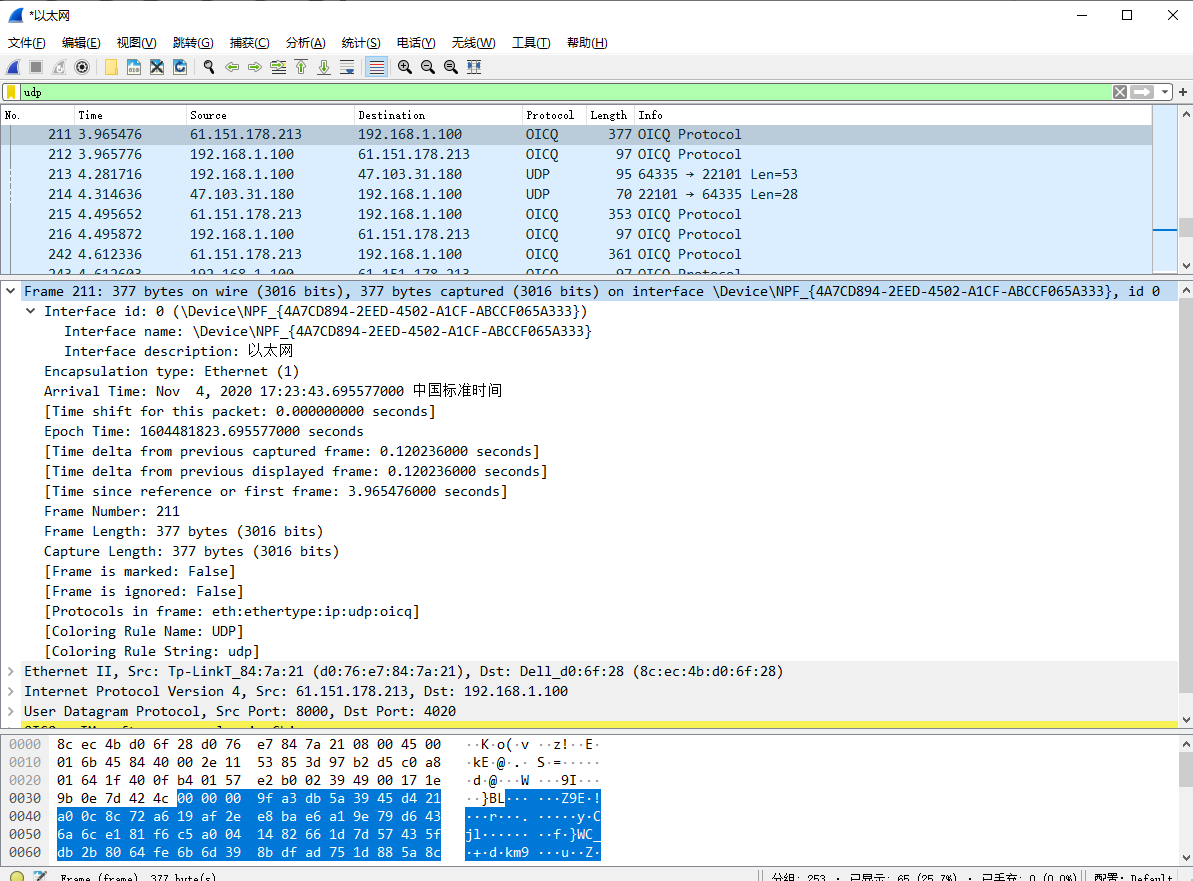 *以太网
文件(F) 编辑(E) 视图(V) 跳转(G) 捕获(C) 分析(A) 统计(S) 电话(Y) 无线(W) 工具(T) 帮助(H)
udp
No. Time Source Destination Protocol Length Info
211 3.965476 61.151.178.213 192.168.1.100 OICQ 377 OICQ Protocol
212 3.965776 192.168.1.100 61.151.178.213 OICQ 97 OICQ Protocol
213 4.281716 192.168.1.100 47.103.31.180 UDP 95 64335 → 22101 Len=53
214 4.314636 47.103.31.180 192.168.1.100 UDP 70 22101 → 64335 Len=28
215 4.495652 61.151.178.213 192.168.1.100 OICQ 353 OICQ Protocol
216 4.495872 192.168.1.100 61.151.178.213 OICQ 97 OICQ Protocol
242 4.612336 61.151.178.213 192.168.1.100 OICQ 361 OICQ Protocol
243 4.612603 192.168.1.100 61.151.178.213 OICQ 97 OICQ Protocol
Frame 211: 377 bytes on wire (3016 bits), 377 bytes captured (3016 bits) on interface \Device\NPF_{4A7CD894-2EED-4502-A1CF-ABCCF065A333}, id 0
Interface id: 0 (\Device\NPF_{4A7CD894-2EED-4502-A1CF-ABCCF065A333})
Interface name: \Device\NPF_{4A7CD894-2EED-4502-A1CF-ABCCF065A333}
Interface description: 以太网
Encapsulation type: Ethernet (1)
Arrival Time: Nov  4, 2020 17:23:43.695577000 中国标准时间
[Time shift for this packet: 0.000000000 seconds]
Epoch Time: 1604481823.695577000 seconds
[Time delta from previous captured frame: 0.120236000 seconds]
[Time delta from previous displayed frame: 0.120236000 seconds]
[Time since reference or first frame: 3.965476000 seconds]
Frame Number: 211
Frame Length: 377 bytes (3016 bits)
Capture Length: 377 bytes (3016 bits)
[Frame is marked: False]
[Frame is ignored: False]
[Protocols in frame: eth:ethertype:ip:udp:oicq]
[Coloring Rule Name: UDP]
[Coloring Rule String: udp]
Ethernet II, Src: Tp-LinkT_84:7a:21 (d0:76:e7:84:7a:21), Dst: Dell_d0:6f:28 (8c:ec:4b:d0:6f:28)
Internet Protocol Version 4, Src: 61.151.178.213, Dst: 192.168.1.100
User Datagram Protocol, Src Port: 8000, Dst Port: 4020
0000 8c ec 4b d0 6f 28 d0 76 e7 84 7a 21 08 00 45 00 ··K·o(·v ··z!··E·
0010 01 6b 45 84 40 00 2e 11 53 85 3d 97 b2 d5 c0 a8 ·kE·@·.· S·=·····
0020 01 64 1f 40 0f b4 01 57 e2 b0 02 39 49 00 17 1e ·d·@···W ···9I···
0030 9b 0e 7d 42 4c 00 00 00 9f a3 db 5a 39 45 d4 21 ··}BL··· ···Z9E·!
0040 a0 0c 8c 72 a6 19 af 2e e8 ba e6 a1 9e 79 d6 43 ···r···. ·····y·C
0050 6a 6c e1 81 f6 c5 a0 04 14 82 66 1d 7d 57 43 5f jl······ ··f·}WC_
0060 db 2b 80 64 fe 6b 6d 39 8b df ad 75 1d 88 5a 8c ·+·d·km9 ···u··Z·
Frame (frame), 377 byte(s) 分组: 253 · 已显示: 65 (25.7%) · 已丢弃: 0 (0.0%) 配置: Default